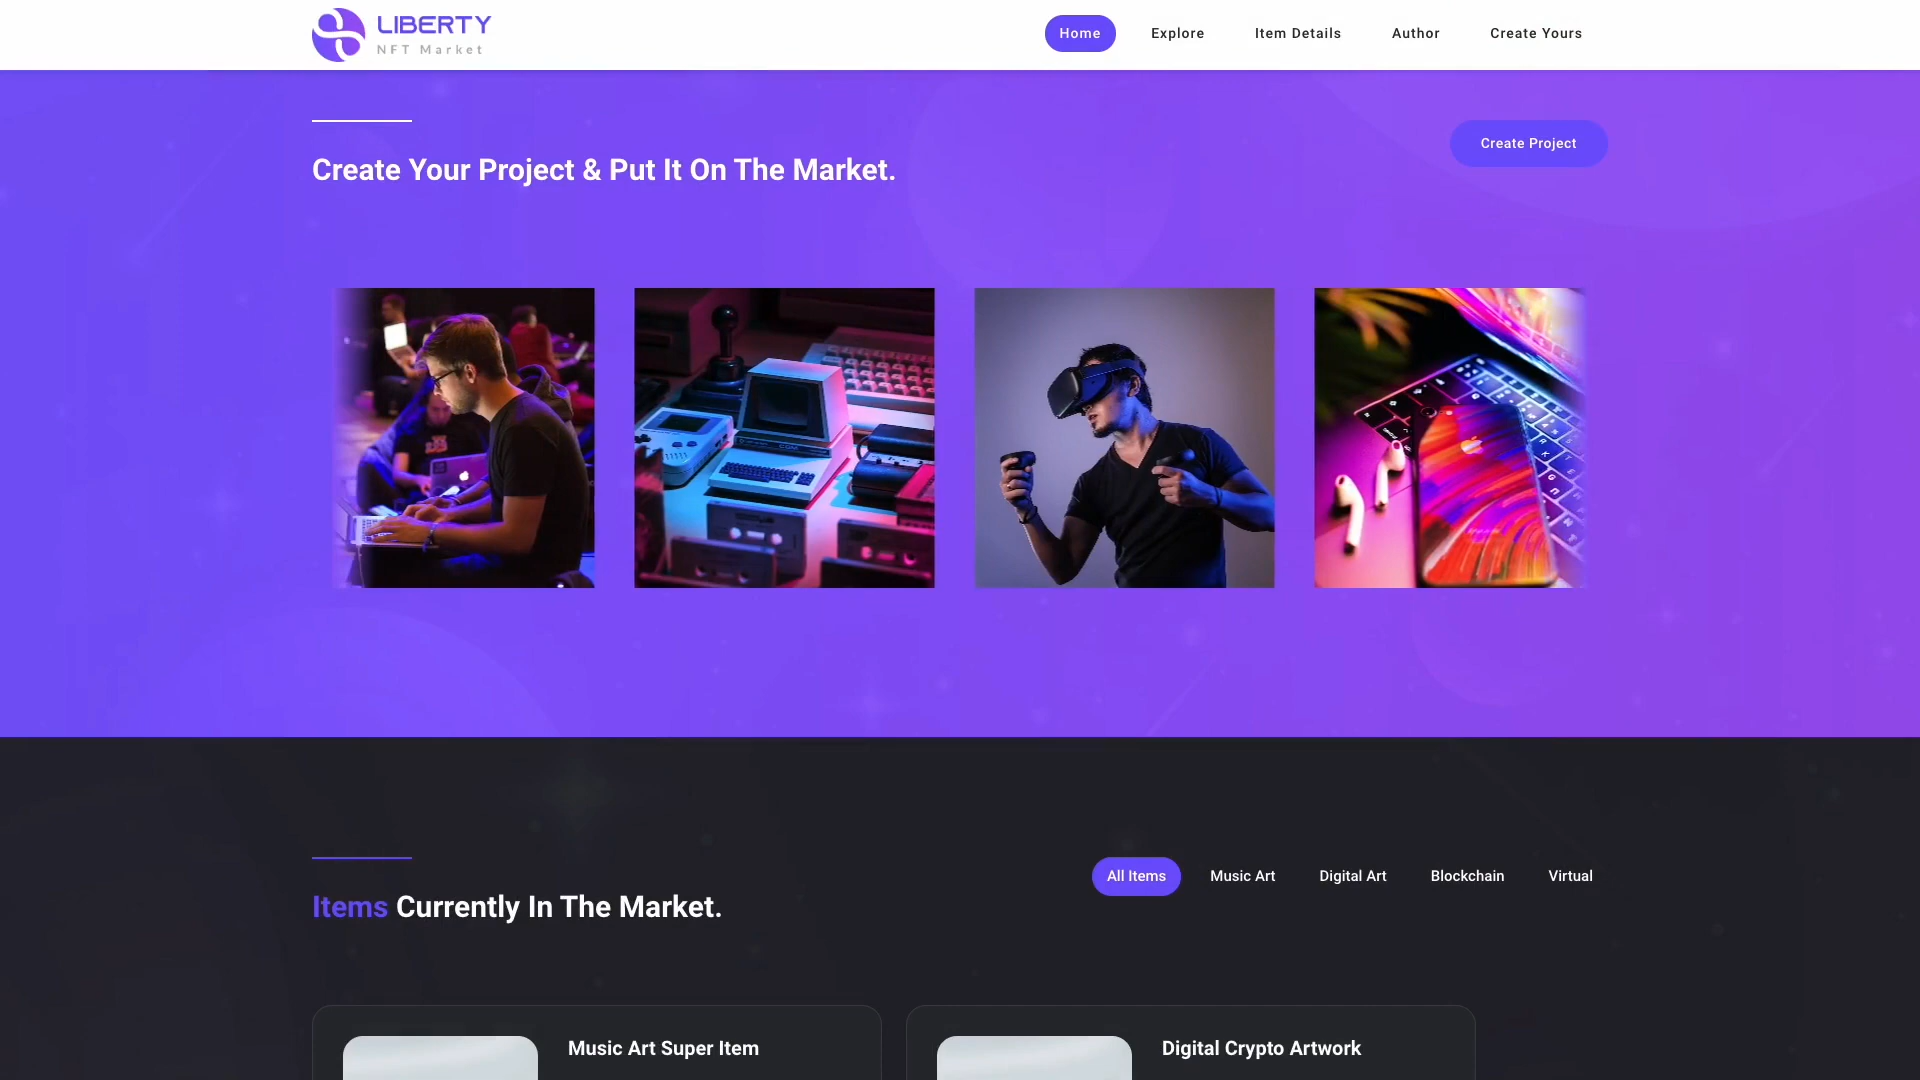 LIBERTY
NFT Market
Home
Explore
Item Details
Author
Create Yours
Create Project
Create Your Project & Put It On The Market.
All Items
Music Art
Digital Art
Blockchain
Virtual
Items Currently In The Market.
Music Art Super Item
Digital Crypto Artwork